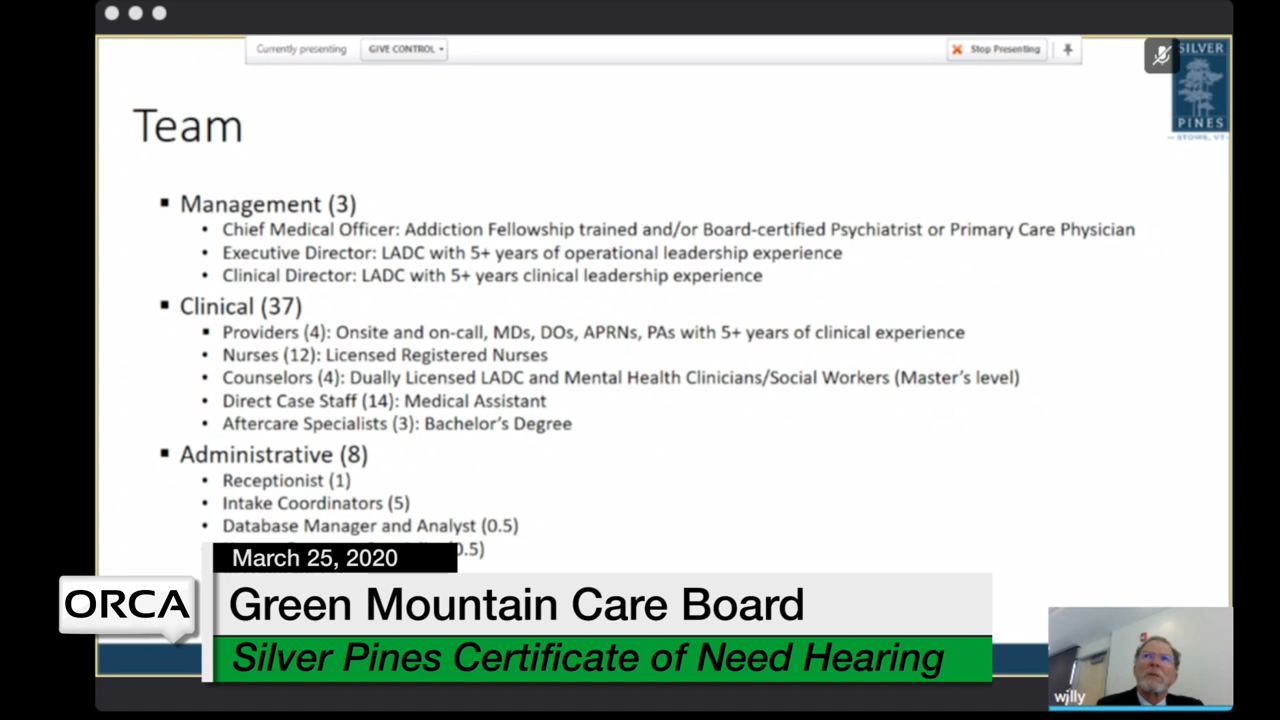 Currently presenting GIVE CONTROL Stop Presenting
SILVER
PINES
STOWE, VT
Team
Management (3)
Chief Medical Officer: Addiction Fellowship trained and/or Board-certified Psychiatrist or Primary Care Physician
Executive Director: LADC with 5+ years of operational leadership experience
Clinical Director: LADC with 5+ years clinical leadership experience
Clinical (37)
Providers (4): Onsite and on-call, MDs, DOs, APRNs, PAs with 5+ years of clinical experience
Nurses (12): Licensed Registered Nurses
Counselors (4): Dually Licensed LADC and Mental Health Clinicians/Social Workers (Master's level)
Direct Case Staff (14): Medical Assistant
Aftercare Specialists (3): Bachelor's Degree
Administrative (8)
Receptionist (1)
Intake Coordinators (5)
Database Manager and Analyst (0.5)
0.5)
March 25, 2020
ORCA
Green Mountain Care Board
Silver Pines Certificate of Need Hearing
willy